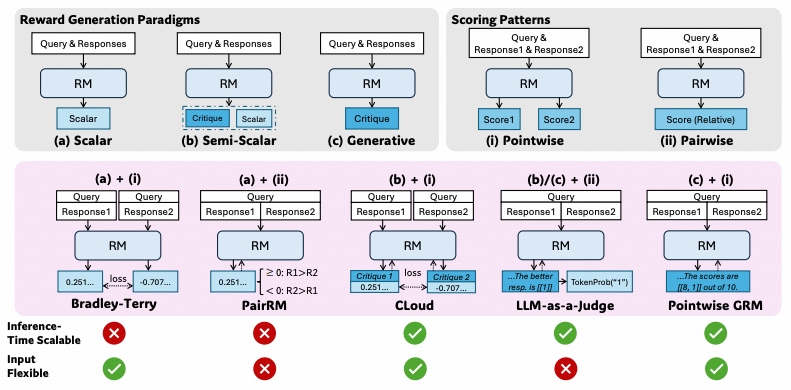 Reward Generation Paradigms
Query & Responses
RM
Scalar
(a) Scalar
Query & Responses
RM
Critique
Scalar
(b) Semi-Scalar
Query & Responses
RM
Critique
(c) Generative
Scoring Patterns
Query &
Response1 & Response2
RM
Score1
Score2
(i) Pointwise
Query &
Response1 & Response2
RM
Score (Relative)
(ii) Pairwise
(a) + (i)
Query
Query
Response1
Response2
RM
0.251...
loss
-0.707...
Bradley-Terry
(a) + (ii)
Query
Response1
Response2
RM
0.251...
≥ 0: R1>R2
< 0: R2>R1
PairRM
(b) + (i)
Query
Query
Response1
Response2
RM
Critique 1
0.251...
loss
Critique 2
-0.707...
CLoud
(b)/(c) + (ii)
Query
Response1
Response2
RM
...The better
resp. is [[1]]
TokenProb("1")
LLM-as-a-Judge
(c) + (i)
Query
Response1
Response2
RM
...The scores are
[[8, 1]] out of 10.
Pointwise GRM
Inference-
Time Scalable
Input
Flexible